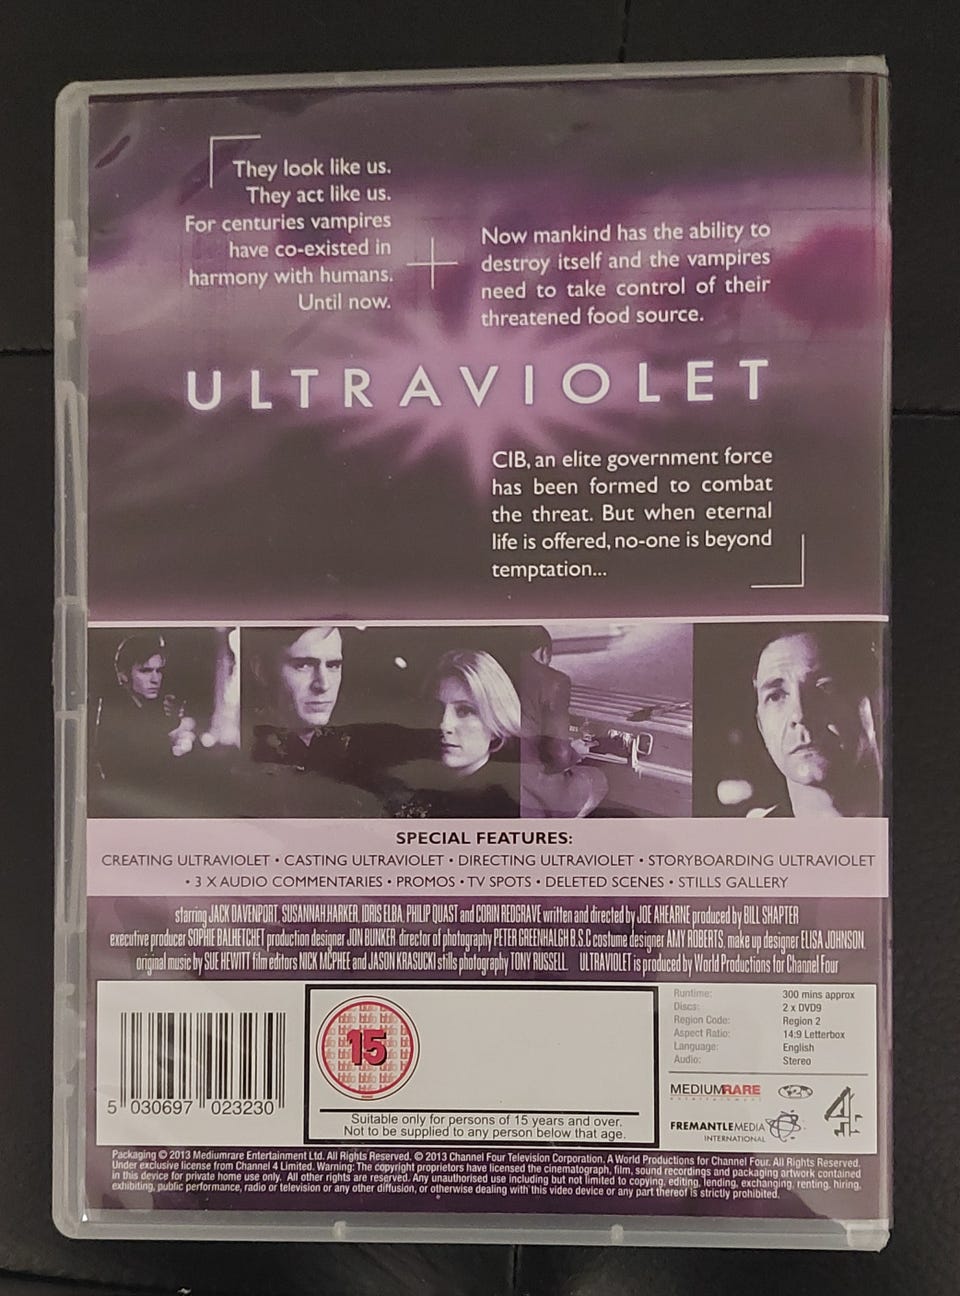 They look like us.
They act like us.
For centuries vampires
have co-existed in
harmony with humans.
Until now.
Now mankind has the ability to
destroy itself and the vampires
need to take control of their
threatened food source.
ULTRAVIOLET
CIB, an elite government force
has been formed to combat
the threat. But when eternal
life is offered, no-one is beyond
temptation...
SPECIAL FEATURES:
CREATING ULTRAVIOLET • CASTING ULTRAVIOLET • DIRECTING ULTRAVIOLET • STORYBOARDING ULTRAVIOLET
• 3 X AUDIO COMMENTARIES • PROMOS • TV SPOTS • DELETED SCENES • STILLS GALLERY
starring JACK DAVENPORT, SUSANNAH HARKER, IDRIS ELBA, PHILIP QUAST and CORIN REDGRAVE written and directed by JOE AHEARNE produced by BILL SHAPTER
executive producer SOPHIE BALHETCHET production designer JON BUNKER director of photography PETER GREENHALGH B.S.C costume designer AMY ROBERTS, make up designer ELISA JOHNSON,
original music by SUE HEWITT film editors NICK MCPHEE and JASON KRASUCKI stills photography TONY RUSSELL. ULTRAVIOLET is produced by World Productions for Channel Four
5 030697 023230
15
Suitable only for persons of 15 years and over.
Not to be supplied to any person below that age.
Runtime: 300 mins approx
Discs: 2 x DVD9
Region Code: Region 2
Aspect Ratio: 14:9 Letterbox
Language: English
Audio: Stereo
MEDIUMRARE
entertainment
FREMANTLEMEDIA
INTERNATIONAL
4
Packaging © 2013 Mediumrare Entertainment Ltd. All Rights Reserved. © 2013 Channel Four Television Corporation. A World Productions for Channel Four. All Rights Reserved.
Under exclusive license from Channel 4 Limited. Warning: The copyright proprietors have licensed the cinematograph, film, sound recordings and packaging artwork contained
in this device for private home use only. All other rights are reserved. Any unauthorised use including but not limited to copying, editing, lending, exchanging, renting, hiring,
exhibiting, public performance, radio or television or any other diffusion, or otherwise dealing with this video device or any part thereof is strictly prohibited.